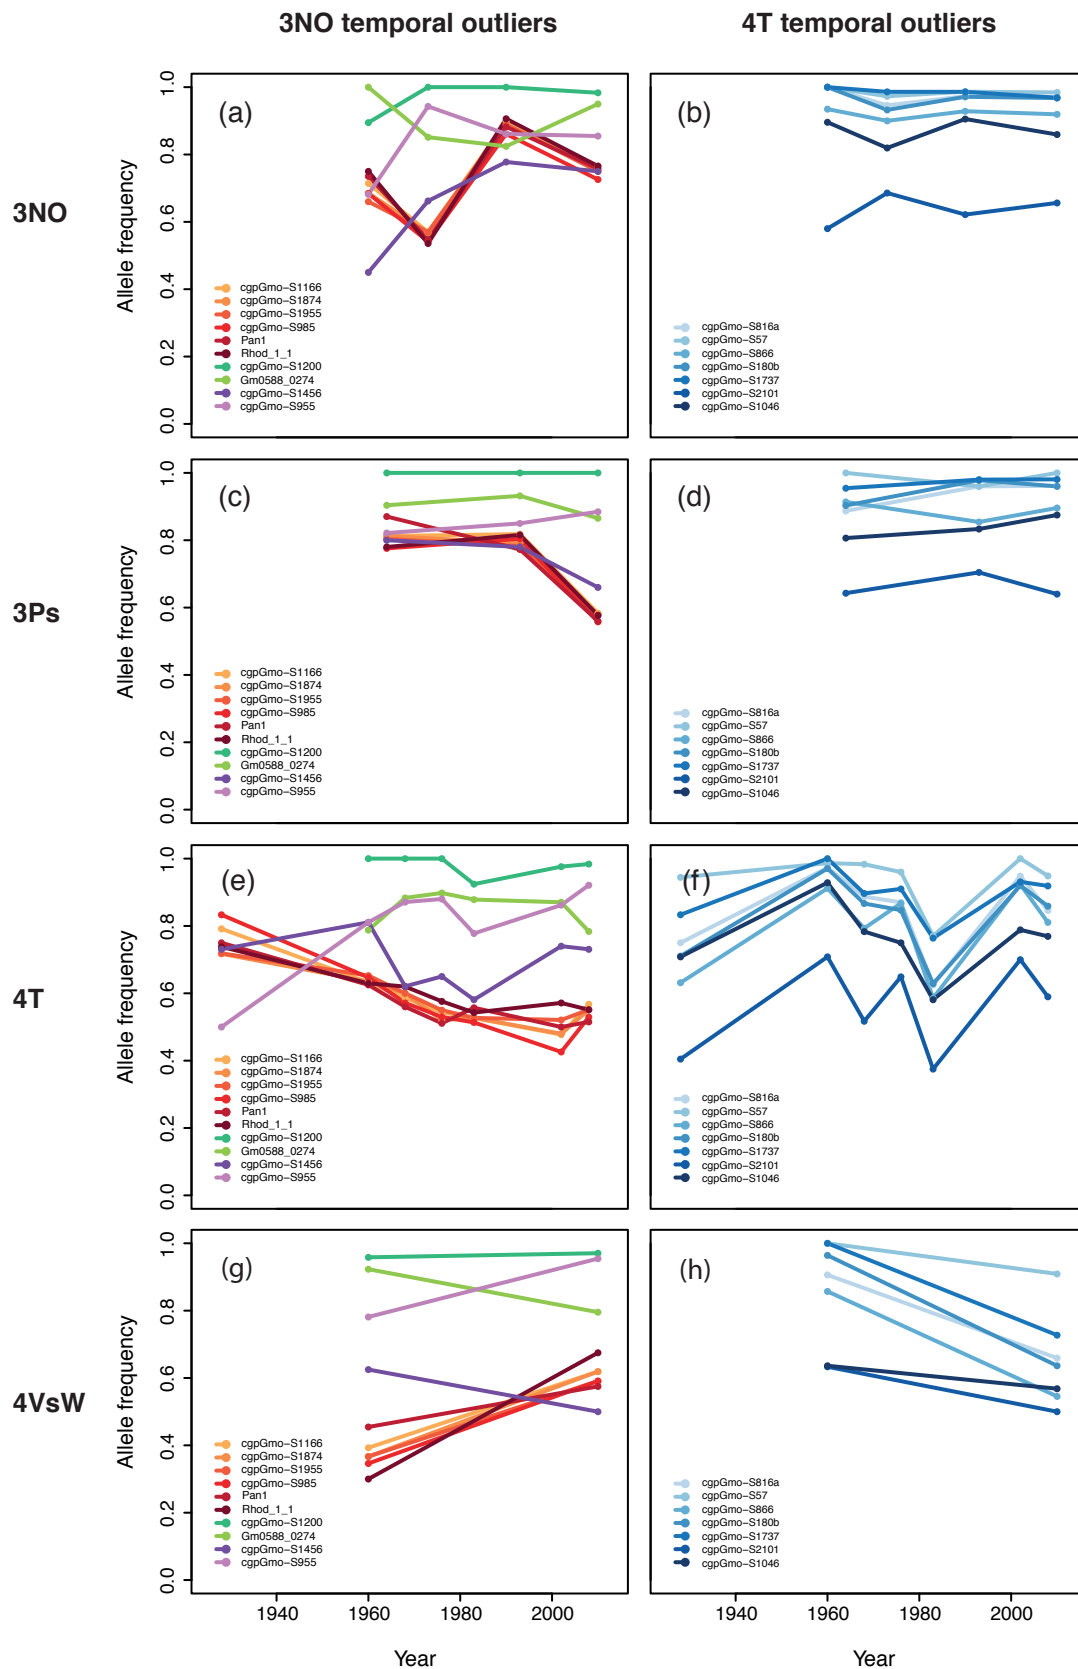 3NO temporal outliers
4T temporal outliers
3NO
Allele frequency
0.0 0.2 0.4 0.6 0.8 1.0
(a)
cgpGmo-S1166
cgpGmo-S1874
cgpGmo-S1955
cgpGmo-S985
Pan1
Rhod_1_1
cgpGmo-S1200
Gm0588_0274
cgpGmo-S1456
cgpGmo-S955
(b)
cgpGmo-S816a
cgpGmo-S57
cgpGmo-S866
cgpGmo-S180b
cgpGmo-S1737
cgpGmo-S2101
cgpGmo-S1046
3Ps
Allele frequency
0.0 0.2 0.4 0.6 0.8 1.0
(c)
cgpGmo-S1166
cgpGmo-S1874
cgpGmo-S1955
cgpGmo-S985
Pan1
Rhod_1_1
cgpGmo-S1200
Gm0588_0274
cgpGmo-S1456
cgpGmo-S955
(d)
cgpGmo-S816a
cgpGmo-S57
cgpGmo-S866
cgpGmo-S180b
cgpGmo-S1737
cgpGmo-S2101
cgpGmo-S1046
4T
Allele frequency
0.0 0.2 0.4 0.6 0.8 1.0
(e)
cgpGmo-S1166
cgpGmo-S1874
cgpGmo-S1955
cgpGmo-S985
Pan1
Rhod_1_1
cgpGmo-S1200
Gm0588_0274
cgpGmo-S1456
cgpGmo-S955
(f)
cgpGmo-S816a
cgpGmo-S57
cgpGmo-S866
cgpGmo-S180b
cgpGmo-S1737
cgpGmo-S2101
cgpGmo-S1046
4VsW
Allele frequency
0.0 0.2 0.4 0.6 0.8 1.0
(g)
cgpGmo-S1166
cgpGmo-S1874
cgpGmo-S1955
cgpGmo-S985
Pan1
Rhod_1_1
cgpGmo-S1200
Gm0588_0274
cgpGmo-S1456
cgpGmo-S955
(h)
cgpGmo-S816a
cgpGmo-S57
cgpGmo-S866
cgpGmo-S180b
cgpGmo-S1737
cgpGmo-S2101
cgpGmo-S1046
1940 1960 1980 2000
1940 1960 1980 2000
Year
Year